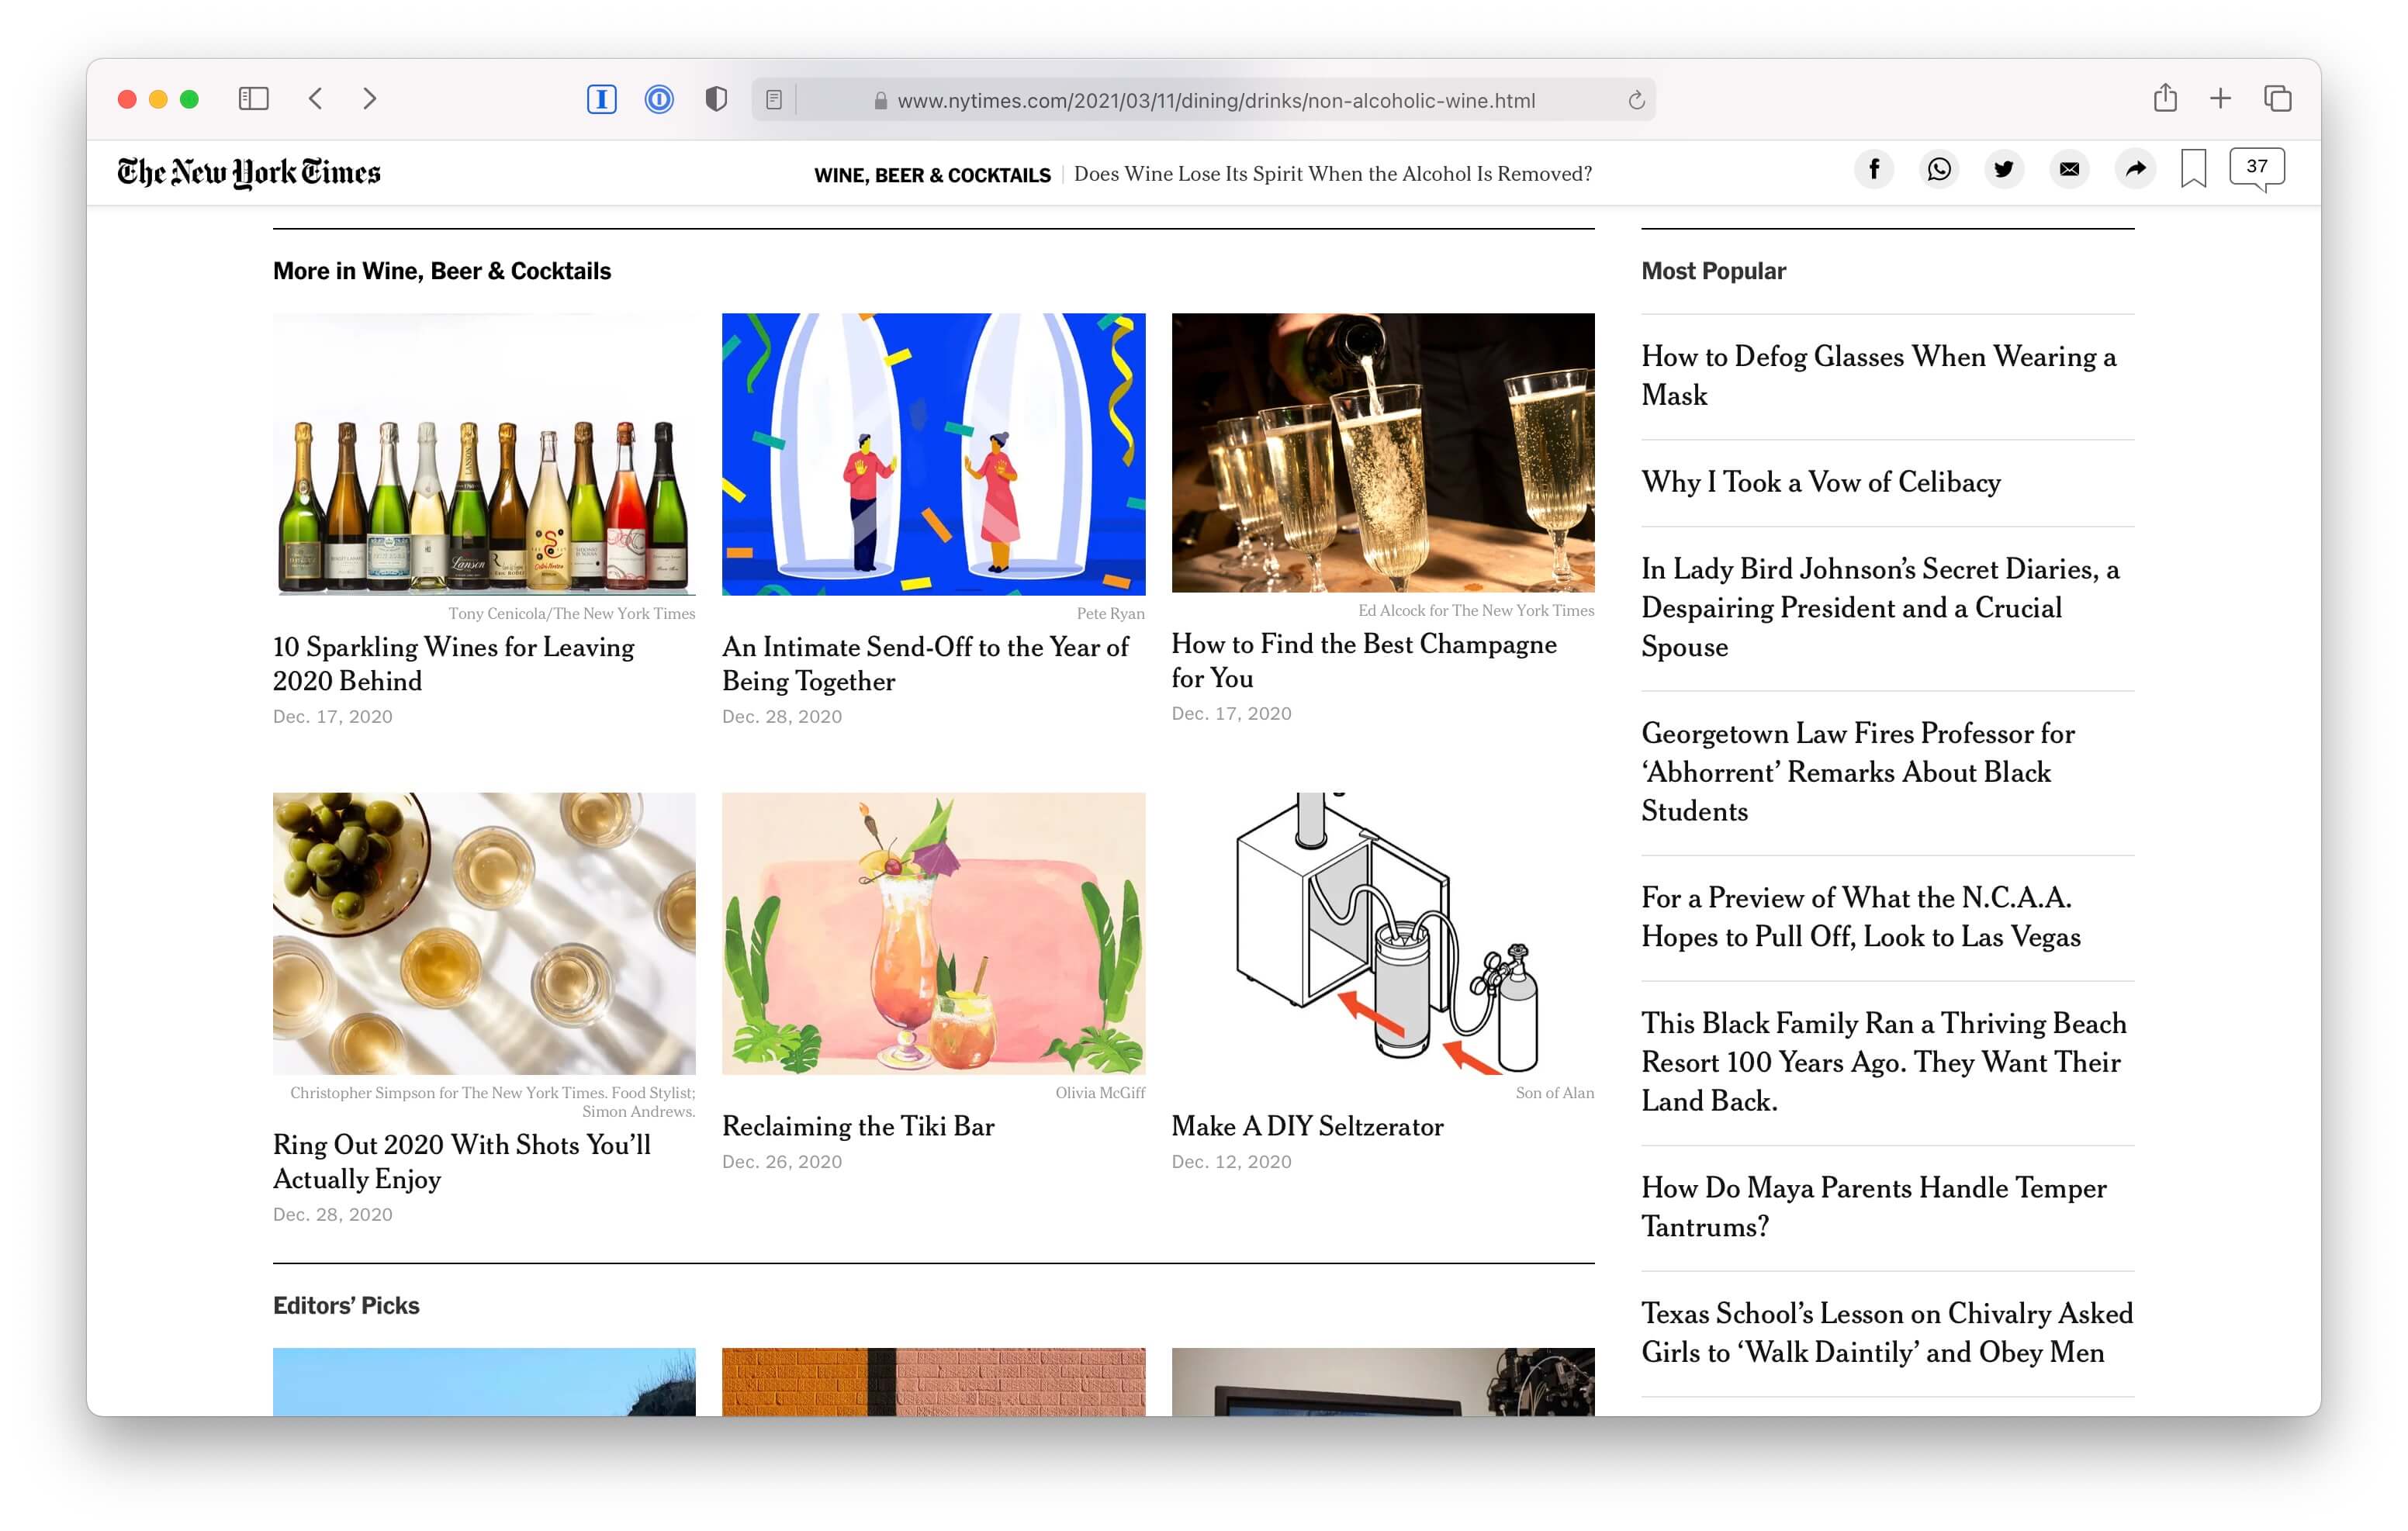 www.nytimes.com/2021/03/11/dining/drinks/non-alcoholic-wine.html
The New York Times
WINE, BEER & COCKTAILS | Does Wine Lose Its Spirit When the Alcohol Is Removed?
37
More in Wine, Beer & Cocktails
Lanson
Tony Cenicola/The New York Times
10 Sparkling Wines for Leaving
2020 Behind
Dec. 17, 2020
Pete Ryan
An Intimate Send-Off to the Year of
Being Together
Dec. 28, 2020
Ed Alcock for The New York Times
How to Find the Best Champagne
for You
Dec. 17, 2020
Christopher Simpson for The New York Times. Food Stylist;
Simon Andrews.
Ring Out 2020 With Shots You’ll
Actually Enjoy
Dec. 28, 2020
Olivia McGiff
Reclaiming the Tiki Bar
Dec. 26, 2020
Son of Alan
Make A DIY Seltzerator
Dec. 12, 2020
Editors’ Picks
Most Popular
How to Defog Glasses When Wearing a
Mask
Why I Took a Vow of Celibacy
In Lady Bird Johnson’s Secret Diaries, a
Despairing President and a Crucial
Spouse
Georgetown Law Fires Professor for
‘Abhorrent’ Remarks About Black
Students
For a Preview of What the N.C.A.A.
Hopes to Pull Off, Look to Las Vegas
This Black Family Ran a Thriving Beach
Resort 100 Years Ago. They Want Their
Land Back.
How Do Maya Parents Handle Temper
Tantrums?
Texas School’s Lesson on Chivalry Asked
Girls to ‘Walk Daintily’ and Obey Men